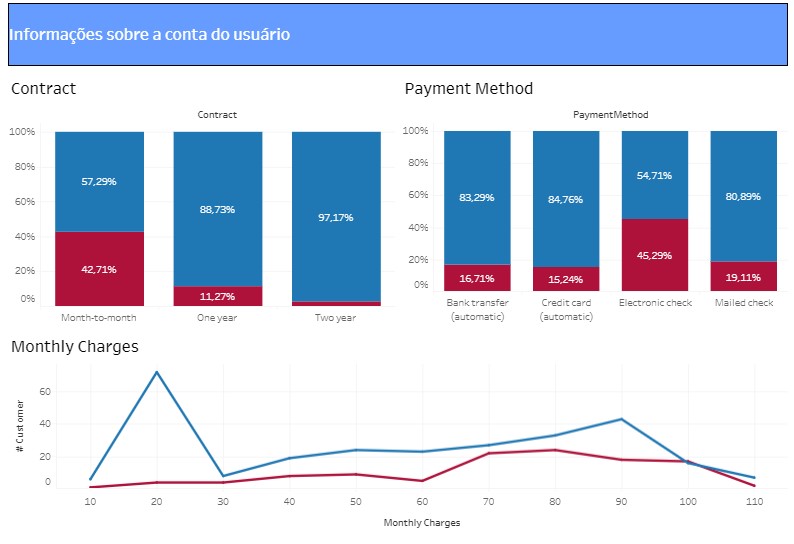 Informações sobre a conta do usuário
Contract
Contract
100%
80%
60%
40%
20%
0%
57,29%
42,71%
88,73%
11,27%
97,17%
Month-to-month
One year
Two year
Payment Method
PaymentMethod
100%
80%
60%
40%
20%
0%
83,29%
16,71%
84,76%
15,24%
54,71%
45,29%
80,89%
19,11%
Bank transfer
(automatic)
Credit card
(automatic)
Electronic check
Mailed check
Monthly Charges
# Customer
60
40
20
0
10 20 30 40 50 60 70 80 90 100 110
Monthly Charges